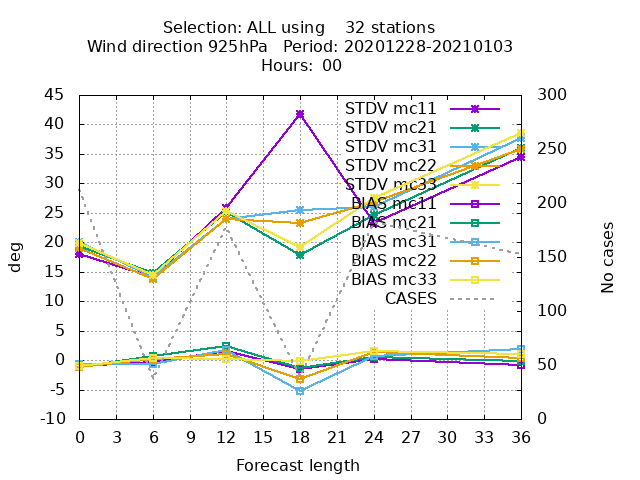 Selection: ALL using    32 stations
Wind direction 925hPa   Period: 20201228-20210103
Hours:  00
45 300
40 250
35 200
30 150
25 100
20 50
15 0
10
5
0
-5
-10
deg
No cases
STDV mc11
STDV mc21
STDV mc31
STDV mc22
STDV mc33
BIAS mc11
BIAS mc21
BIAS mc31
BIAS mc22
BIAS mc33
CASES
0 3 6 9 12 15 18 21 24 27 30 33 36
Forecast length